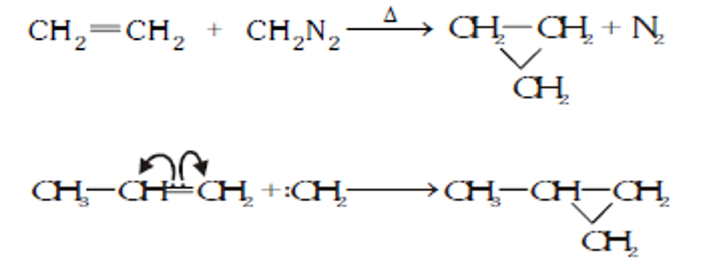 CH₂=CH₂ + CH₂N₂ —Δ→ CH₂—CH₂ + N₂
CH₂
CH₃—CH=CH₂ + :CH₂ ⟶ CH₃—CH—CH₂
CH₂